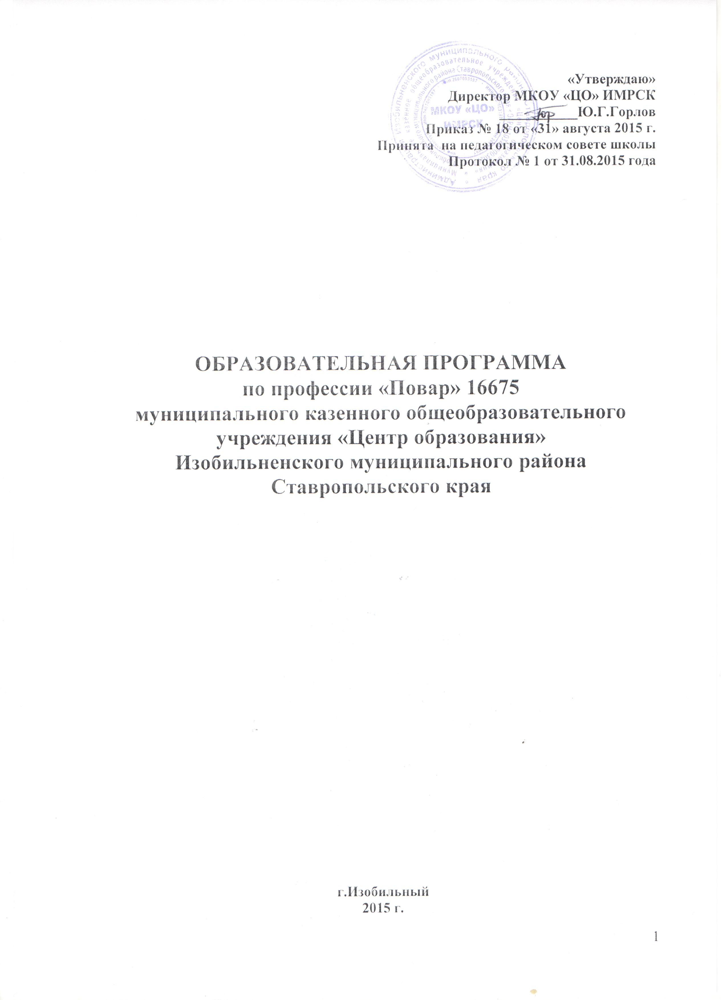 «Утверждаю»
Директор МКОУ «ЦО» ИМРСК
Ю.Г.Горлов
Приказ № 18 от «31» августа 2015 г.
Принята на педагогическом совете школы
Протокол № 1 от 31.08.2015 года
МКОУ «ЦО»
ИМРСК
ОБРАЗОВАТЕЛЬНАЯ ПРОГРАММА
по профессии «Повар» 16675
муниципального казенного общеобразовательного
учреждения «Центр образования»
Изобильненского муниципального района
Ставропольского края
г.Изобильный
2015 г.
1